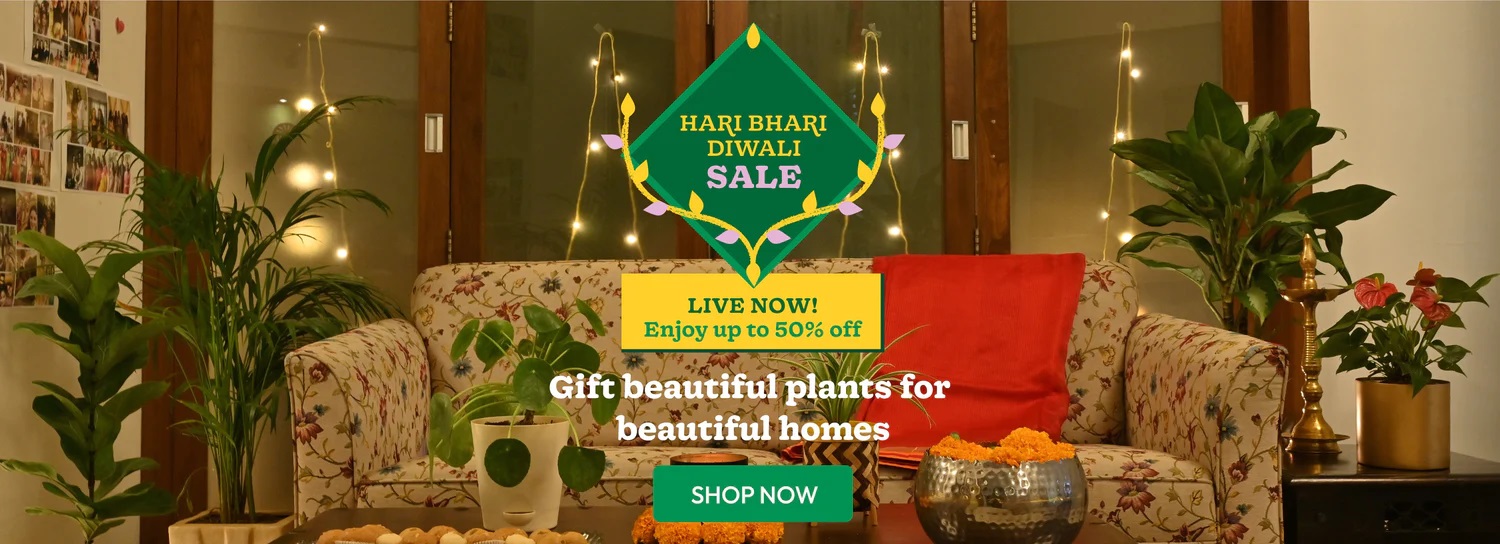 HARI BHARI
DIWALI
SALE
LIVE NOW!
Enjoy up to 50% off
Gift beautiful plants for
beautiful homes
SHOP NOW